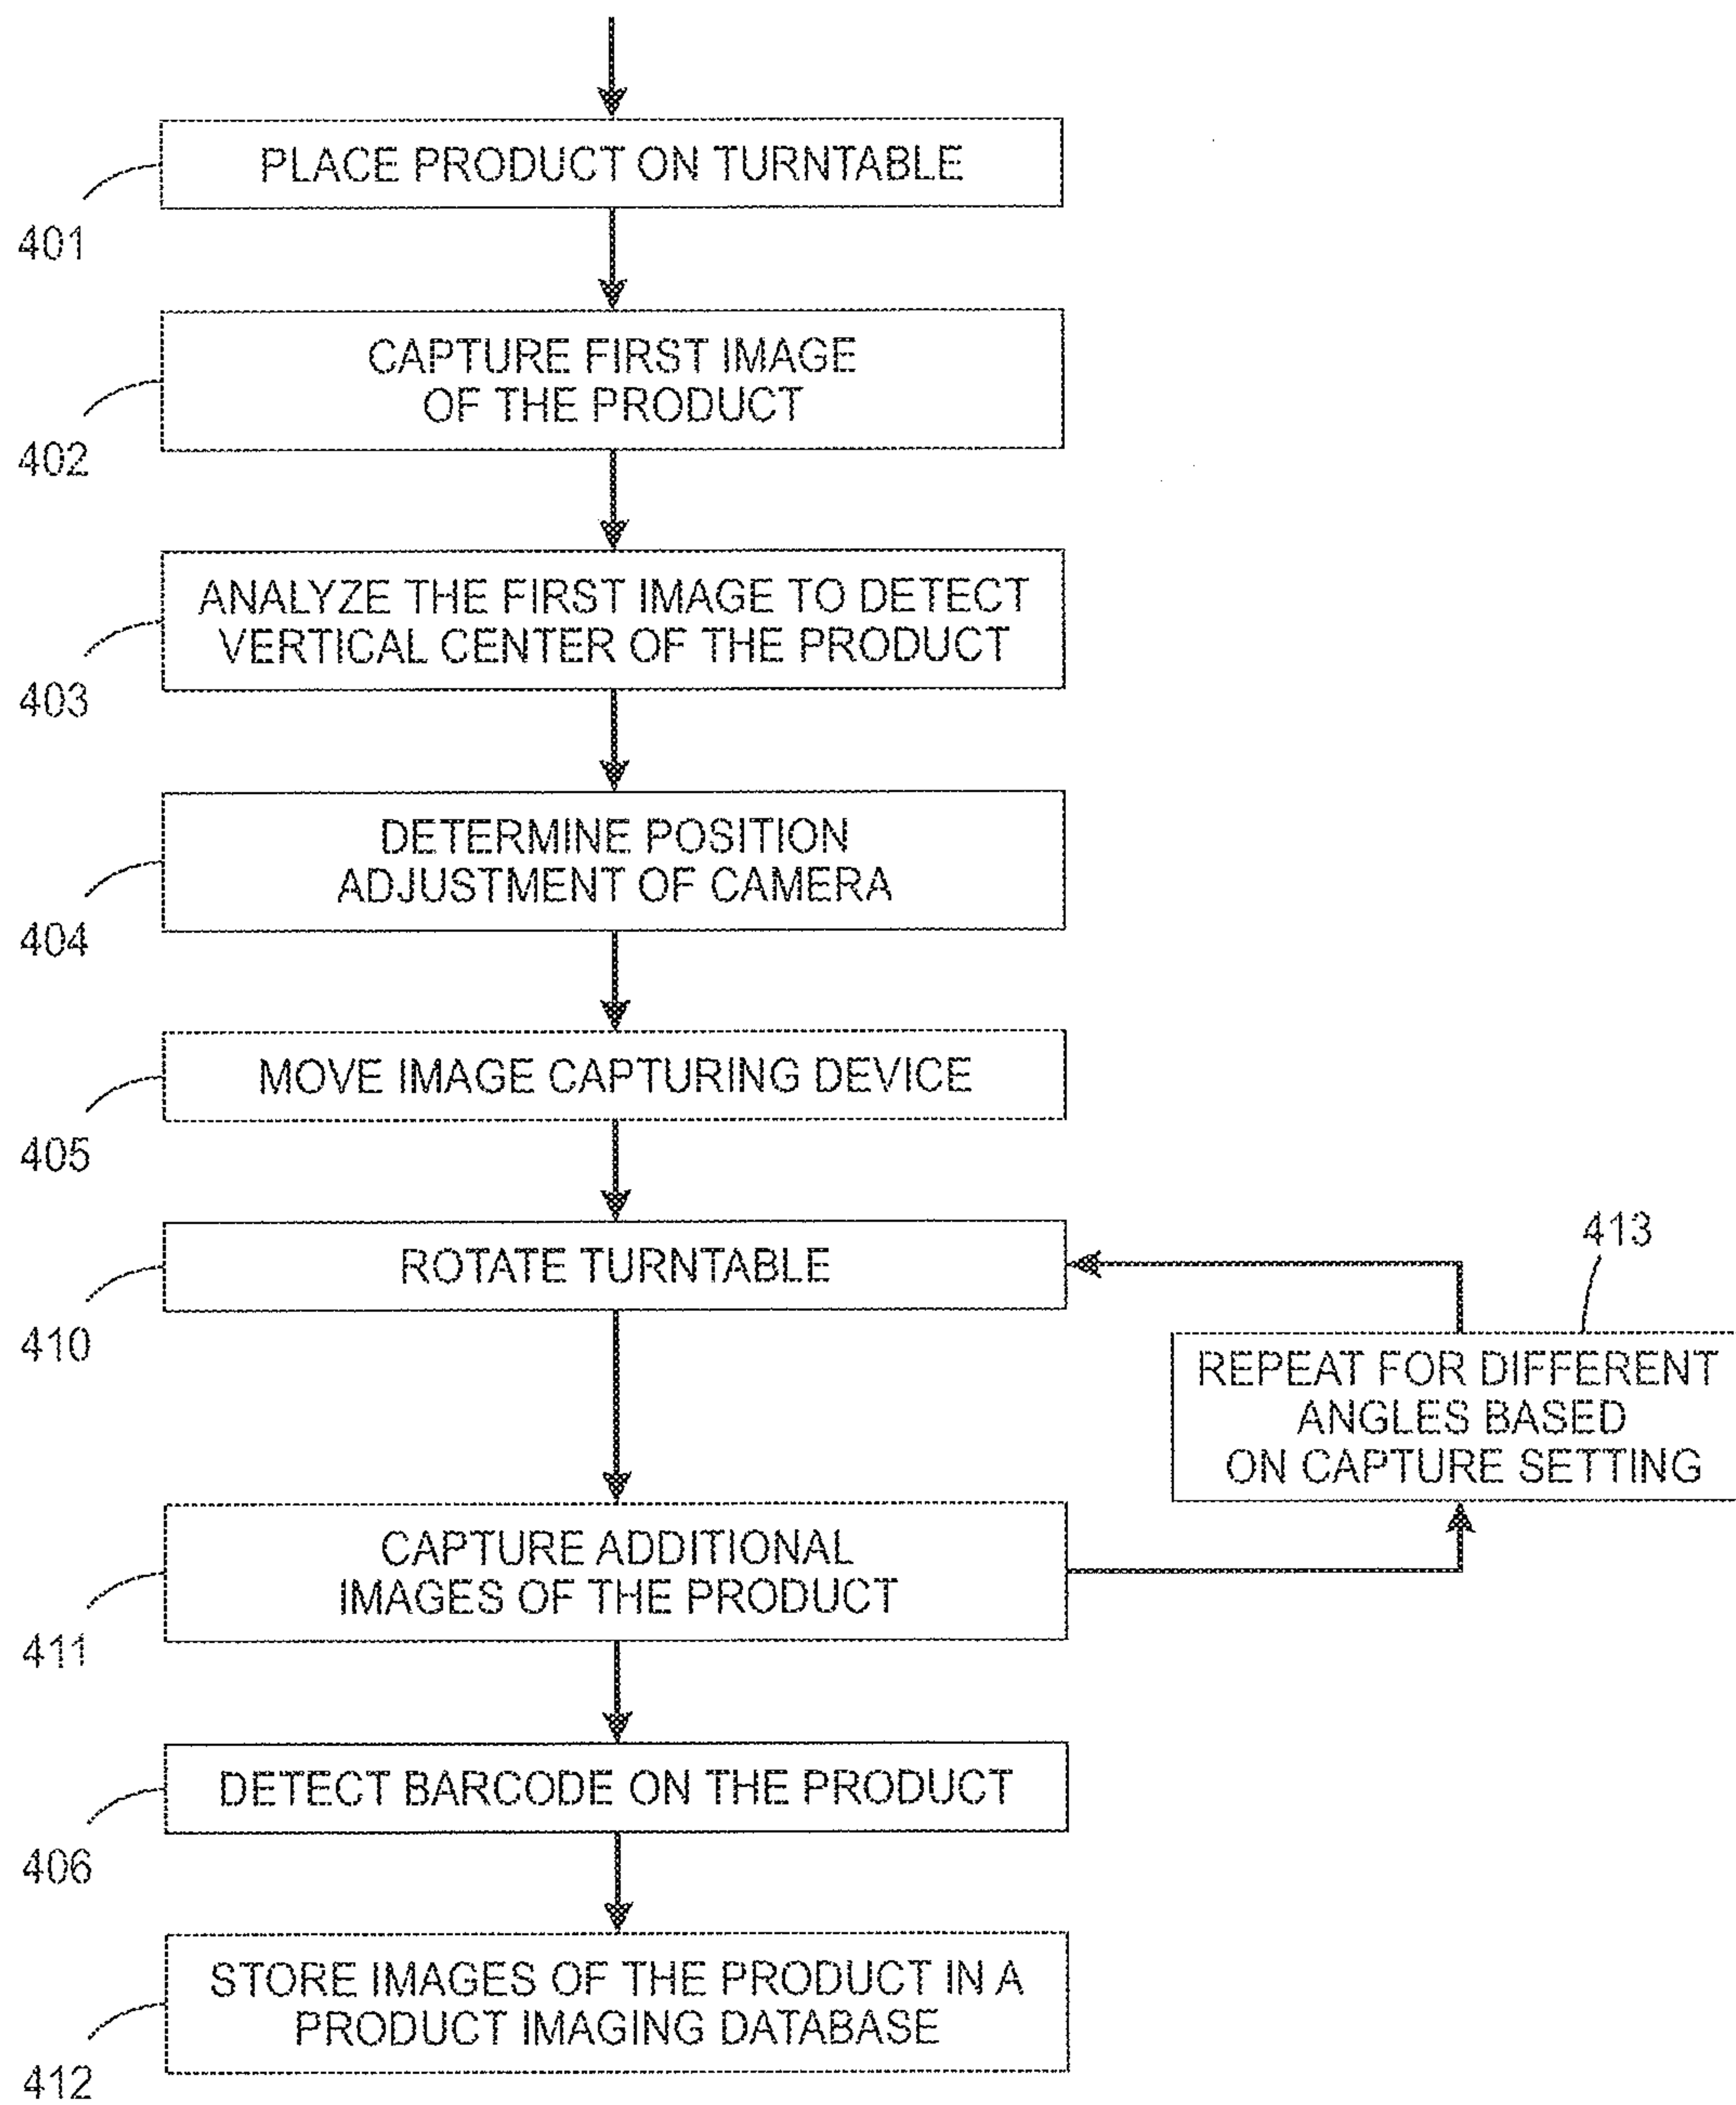 PLACE PRODUCT ON TURNTABLE
401
CAPTURE FIRST IMAGE
OF THE PRODUCT
402
ANALYZE THE FIRST IMAGE TO DETECT
VERTICAL CENTER OF THE PRODUCT
403
DETERMINE POSITION
ADJUSTMENT OF CAMERA
404
MOVE IMAGE CAPTURING DEVICE
405
ROTATE TURNTABLE
410
413
REPEAT FOR DIFFERENT
ANGLES BASED
ON CAPTURE SETTING
CAPTURE ADDITIONAL
IMAGES OF THE PRODUCT
411
DETECT BARCODE ON THE PRODUCT
406
STORE IMAGES OF THE PRODUCT IN A
PRODUCT IMAGING DATABASE
412